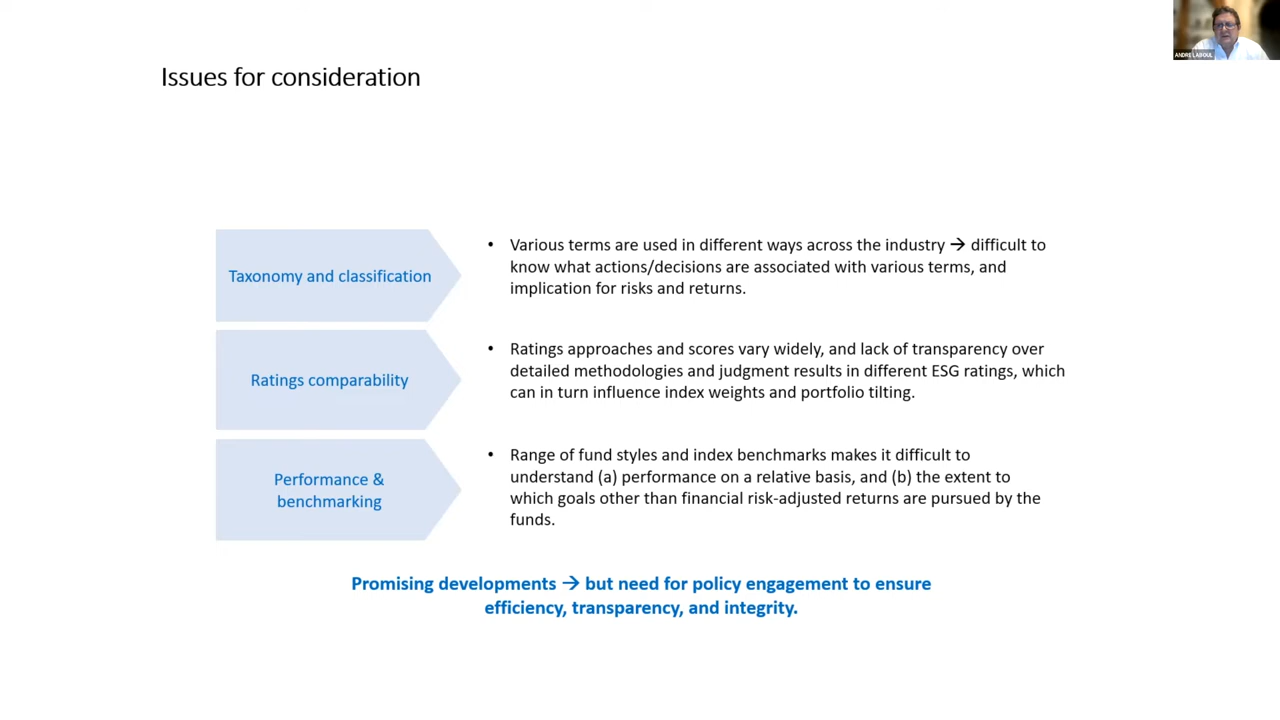 ANDRE LABOUL
Issues for consideration
Taxonomy and classification
• Various terms are used in different ways across the industry → difficult to
know what actions/decisions are associated with various terms, and
implication for risks and returns.
Ratings comparability
• Ratings approaches and scores vary widely, and lack of transparency over
detailed methodologies and judgment results in different ESG ratings, which
can in turn influence index weights and portfolio tilting.
Performance &
benchmarking
• Range of fund styles and index benchmarks makes it difficult to
understand (a) performance on a relative basis, and (b) the extent to
which goals other than financial risk-adjusted returns are pursued by the
funds.
Promising developments → but need for policy engagement to ensure
efficiency, transparency, and integrity.